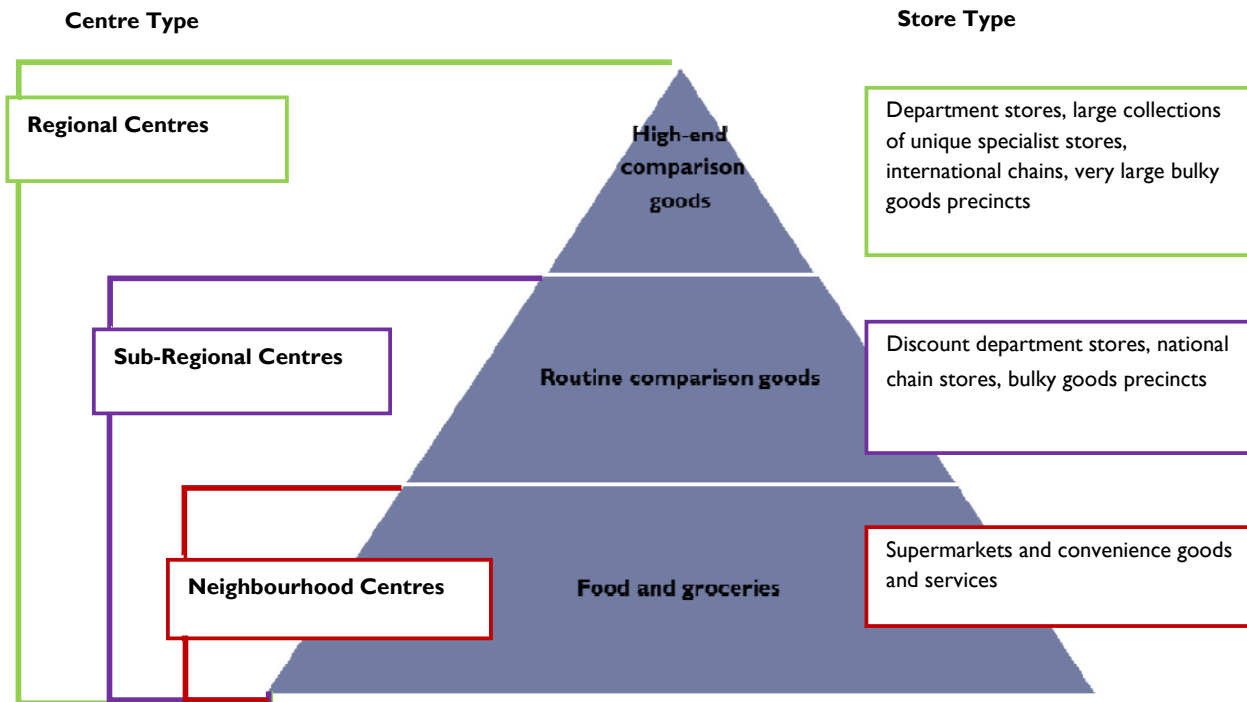 Centre Type
Store Type
Regional Centres
High-end
comparison
goods
Department stores, large collections
of unique specialist stores,
international chains, very large bulky
goods precincts
Sub-Regional Centres
Routine comparison goods
Discount department stores, national
chain stores, bulky goods precincts
Neighbourhood Centres
Food and groceries
Supermarkets and convenience goods
and services